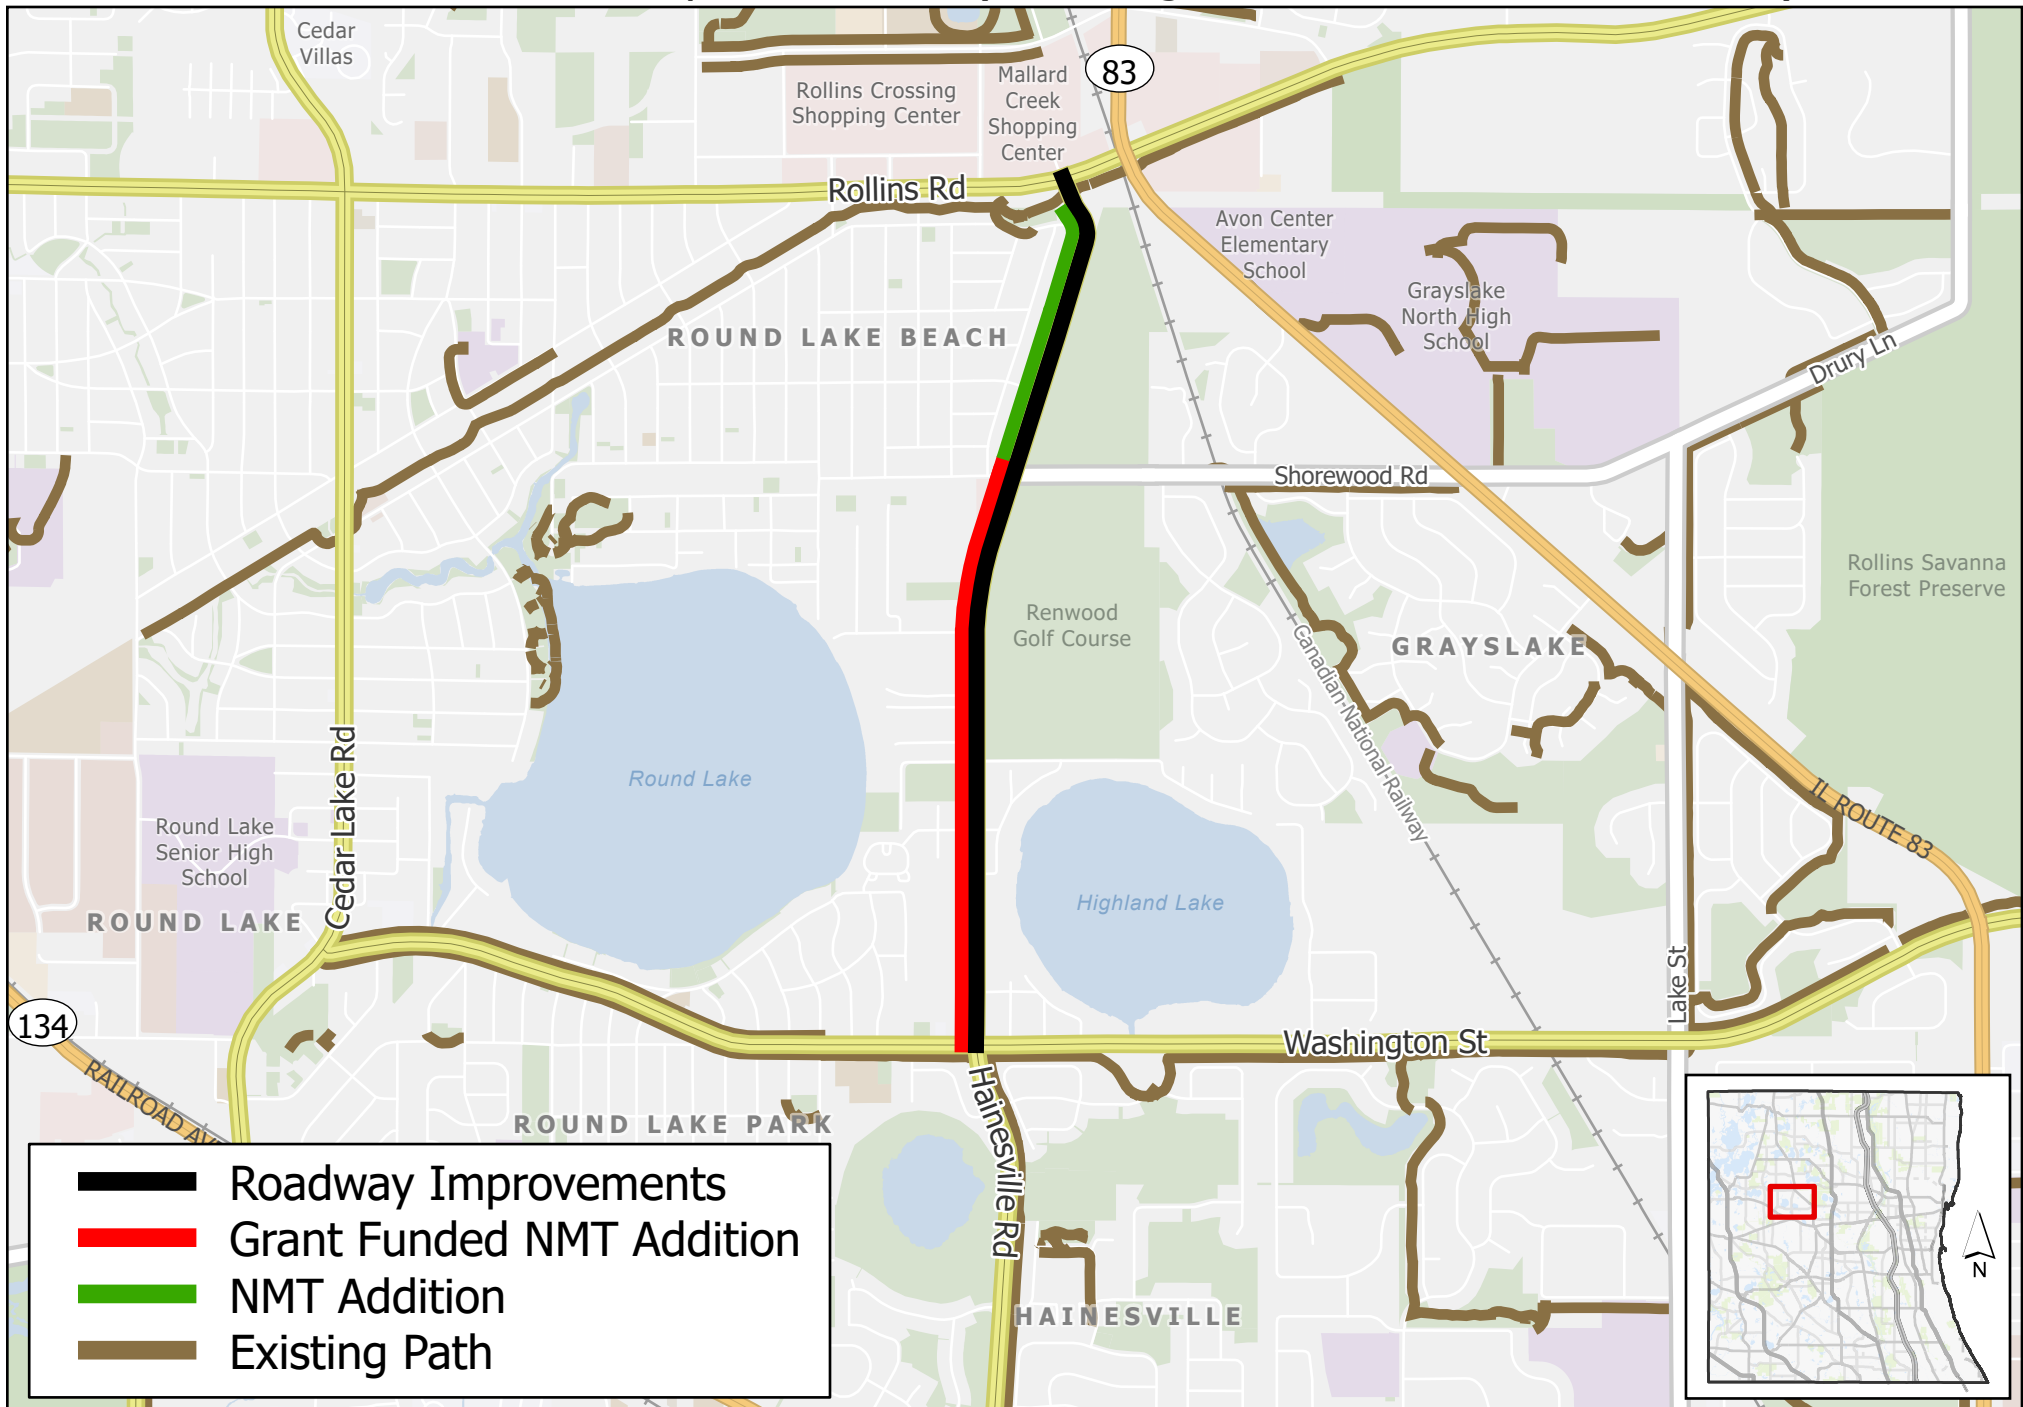 Cedar
Villas
Rollins Crossing
Shopping Center
Mallard
Creek
Shopping
Center
83
Rollins Rd
Avon Center
Elementary
School
Grayslake
North High
School
ROUND LAKE BEACH
Drury Ln
Shorewood Rd
Rollins Savanna
Forest Preserve
Renwood
Golf Course
GRAYSLAKE
Canadian-National-Railway
Round Lake
Cedar Lake Rd
IL ROUTE 83
Round Lake
Senior High
School
Highland Lake
ROUND LAKE
Lake St
134
Washington St
RAILROAD AV
Hainesville Rd
ROUND LAKE PARK
HAINESVILLE
Roadway Improvements
Grant Funded NMT Addition
NMT Addition
Existing Path
N